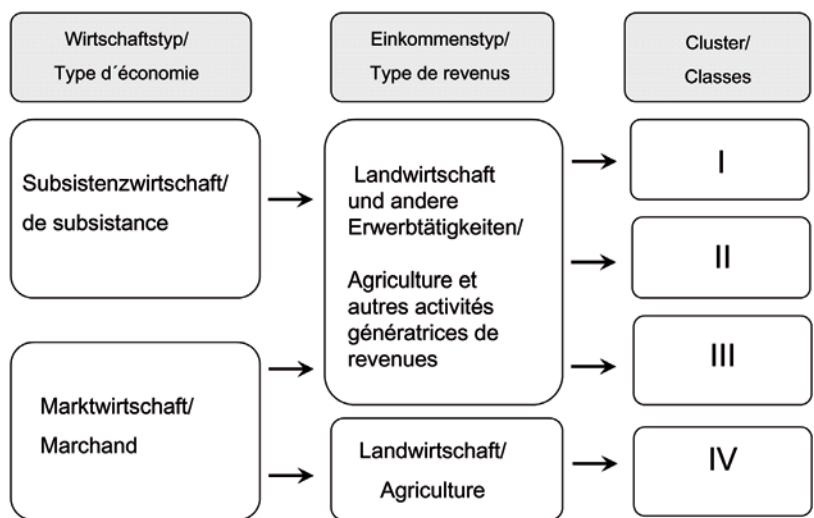 Wirtschaftstyp/
Type d´économie
Einkommenstyp/
Type de revenus
Cluster/
Classes
Subsistenzwirtschaft/
de subsistance
Landwirtschaft
und andere
Erwerbtätigkeiten/
Agriculture et
autres activités
génératrices de
revenues
I
II
III
Marktwirtschaft/
Marchand
Landwirtschaft/
Agriculture
IV